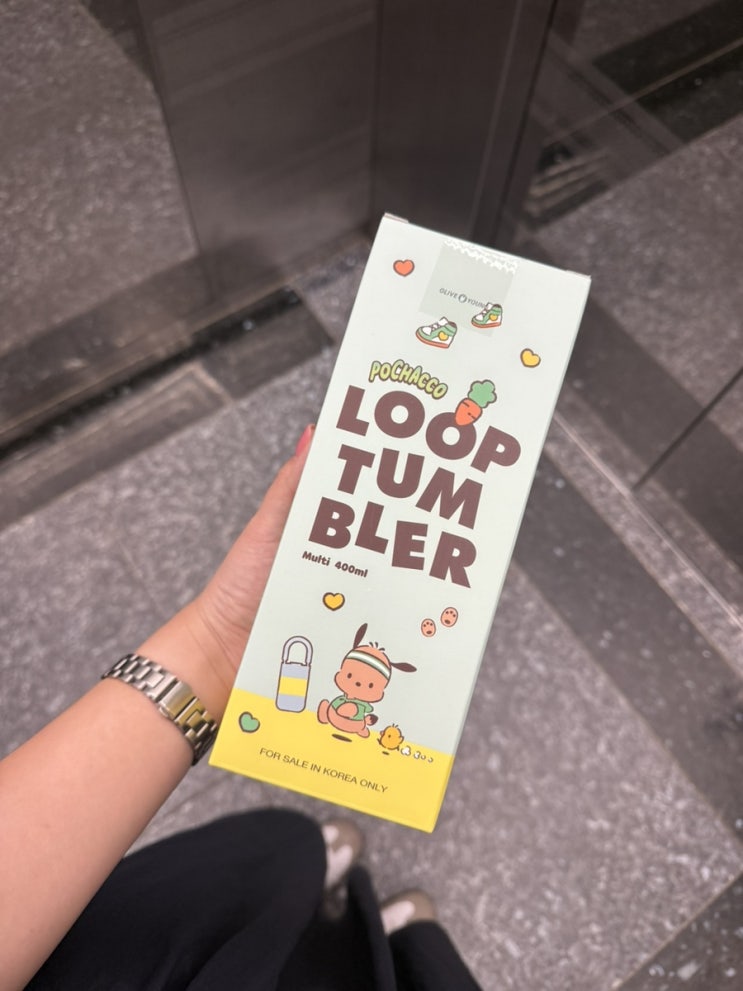 OLIVE YOUNG
POCHACCO
LOOP
TUM
BLER
Multi 400ml
FOR SALE IN KOREA ONLY